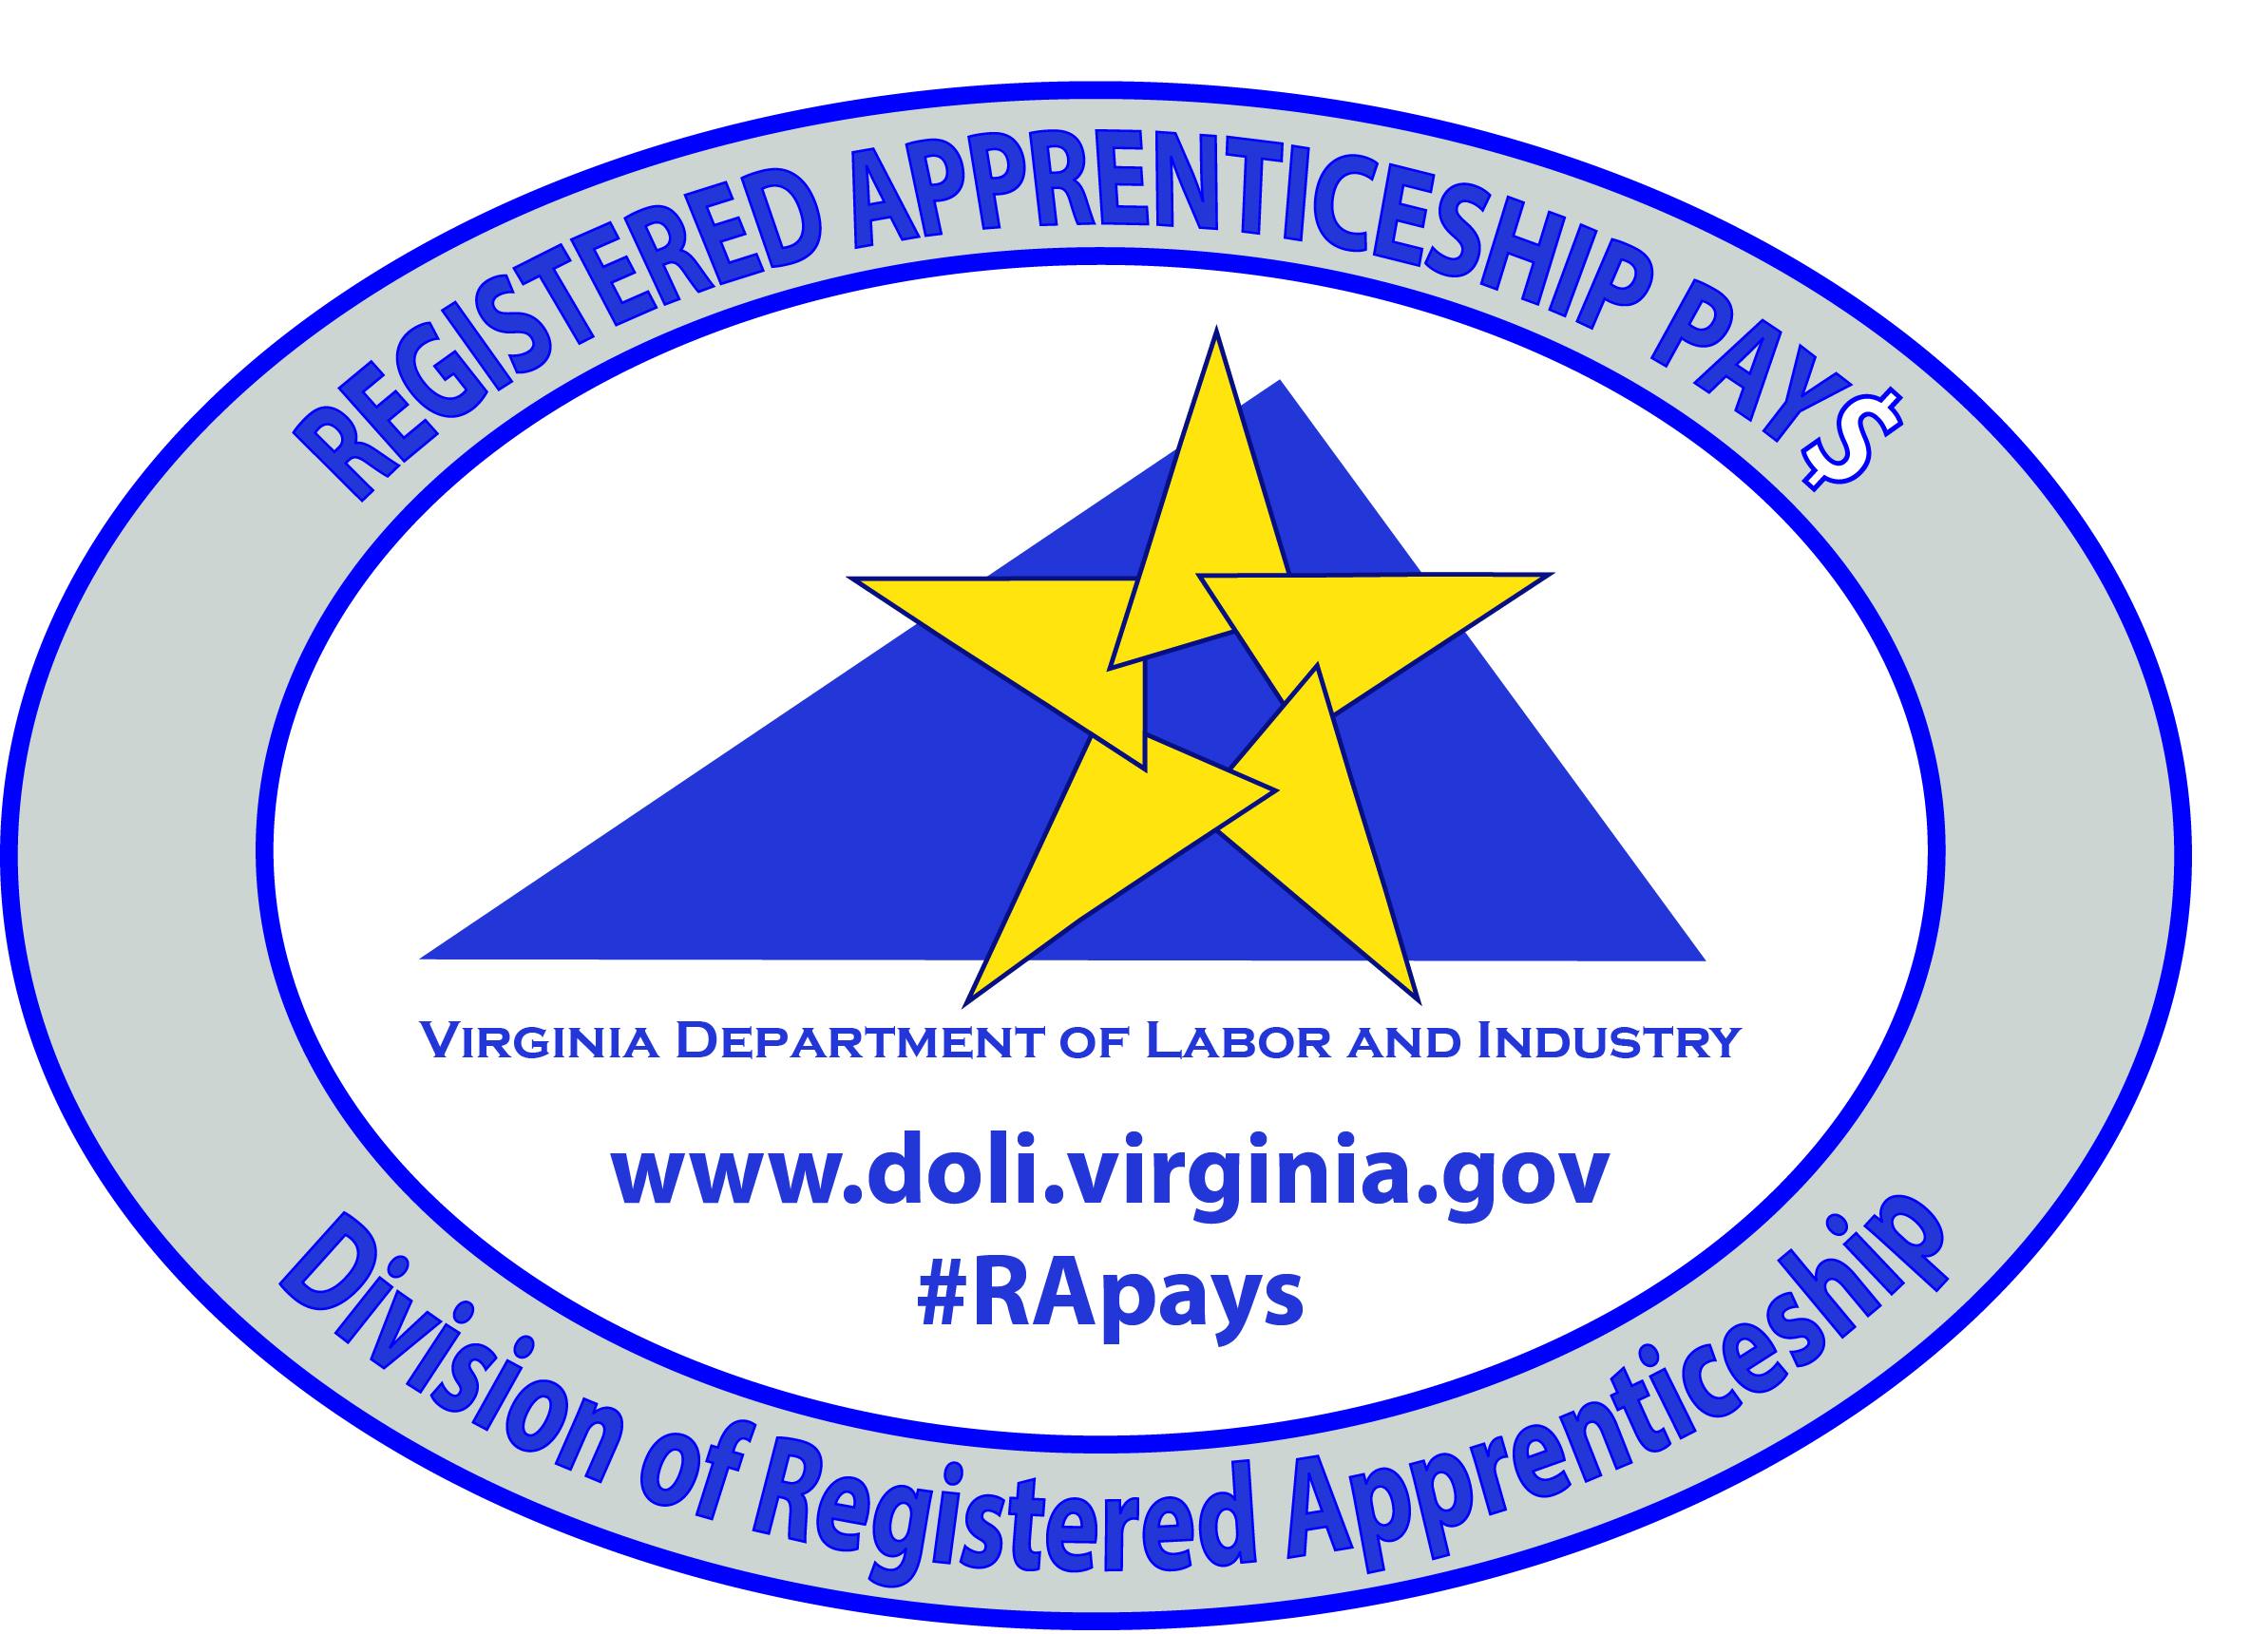 REGISTERED APPRENTICESHIP PAY$
VIRGINIA DEPARTMENT OF LABOR AND INDUSTRY
www.doli.virginia.gov
#RApays
Division of Registered Apprenticeship